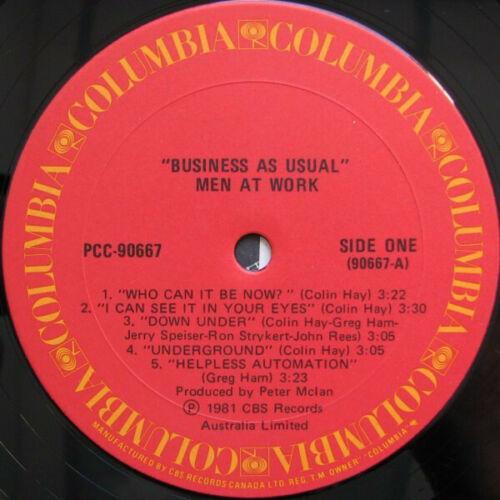 COLUMBIA COLUMBIA COLUMBIA COLUMBIA COLUMBIA COLUMBIA
"BUSINESS AS USUAL"
MEN AT WORK
PCC-90667
SIDE ONE
(90667-A)
1. "WHO CAN IT BE NOW?" (Colin Hay) 3:22
2. "I CAN SEE IT IN YOUR EYES" (Colin Hay) 3:30
3. "DOWN UNDER" (Colin Hay-Greg Ham-
Jerry Speiser-Ron Strykert-John Rees) 3:05
4. "UNDERGROUND" (Colin Hay) 3:05
5. "HELPLESS AUTOMATION"
(Greg Ham) 3:23
Produced by Peter McIan
℗ 1981 CBS Records
Australia Limited
MANUFACTURED BY CBS RECORDS CANADA LTD. REG. T.M. OWNER "-COLUMBIA-"